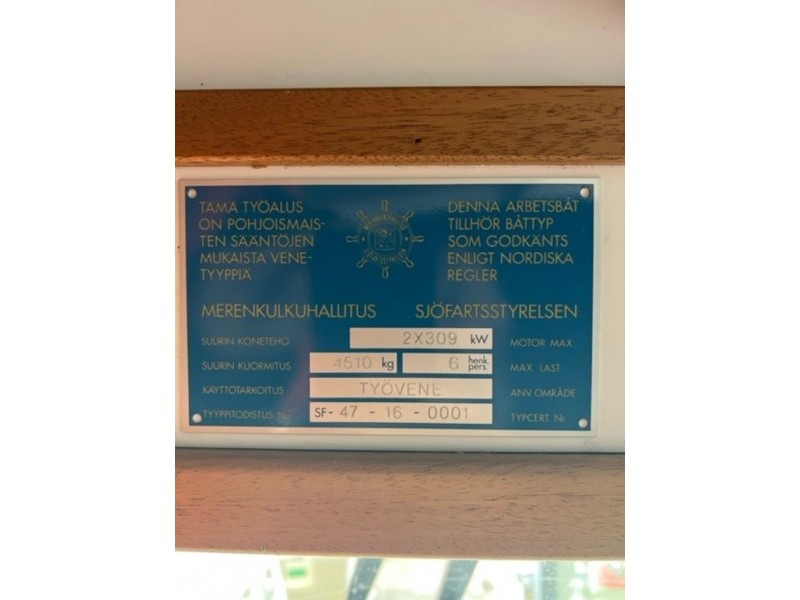 TÄMÄ TYÖALUS
ON POHJOISMAIS-
TEN SÄÄNTÖJEN
MUKAISTA VENE-
TYYPPIÄ
DENNA ARBETSBÅT
TILLHÖR BÅTTYP
SOM GODKÄNTS
ENLIGT NORDISKA
REGLER
MERENKULKUHALLITUS SJÖFARTSSTYRELSEN
SUURIN KONETEHO 2X309 kW MOTOR MAX.
SUURIN KUORMITUS 4510 kg 6 henk. pers. MAX. LAST
KÄYTTÖTARKOITUS TYÖVENE ANV OMRÅDE
TYYPPITODISTUS Nr. SF- 47 - 16 - 0001 TYPCERT Nr.